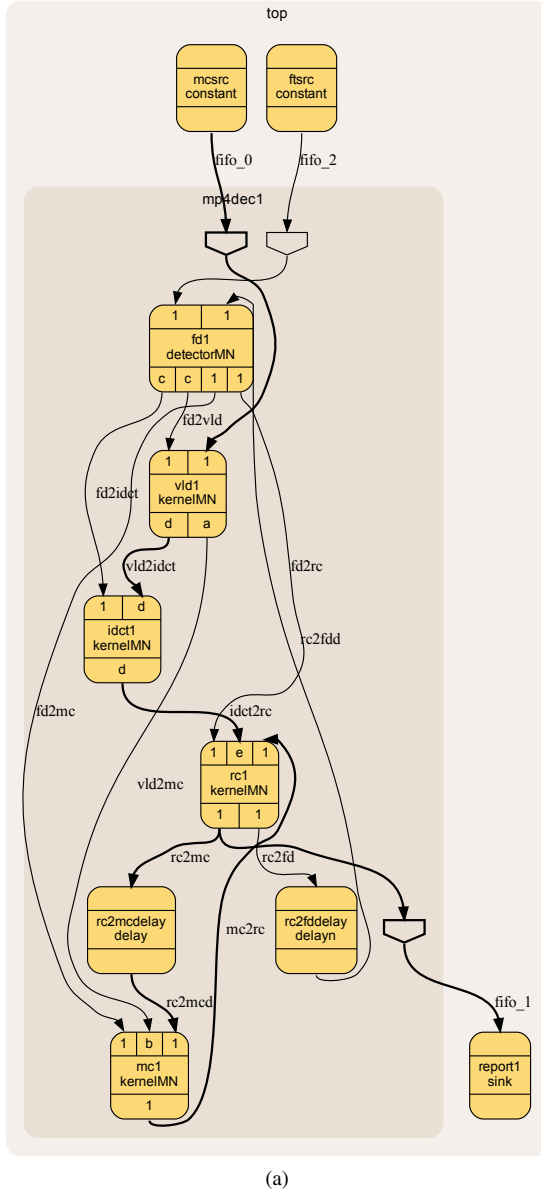 top
mcsrc
constant
ftsrc
constant
fifo_0
fifo_2
mp4dec1
1 1
fd1
detectorMN
c c 1 1
fd2vld
1 1
vld1
kernelMN
d a
fd2idct
vld2idct
fd2rc
1 d
idct1
kernelMN
d
rc2fdd
fd2mc
idct2rc
1 e 1
rc1
kernelMN
1 1
vld2mc
rc2mc
rc2fd
rc2mcdelay
delay
mc2rc
rc2fddelay
delayn
rc2mcd
fifo_1
1 b 1
mc1
kernelMN
1
report1
sink
(a)